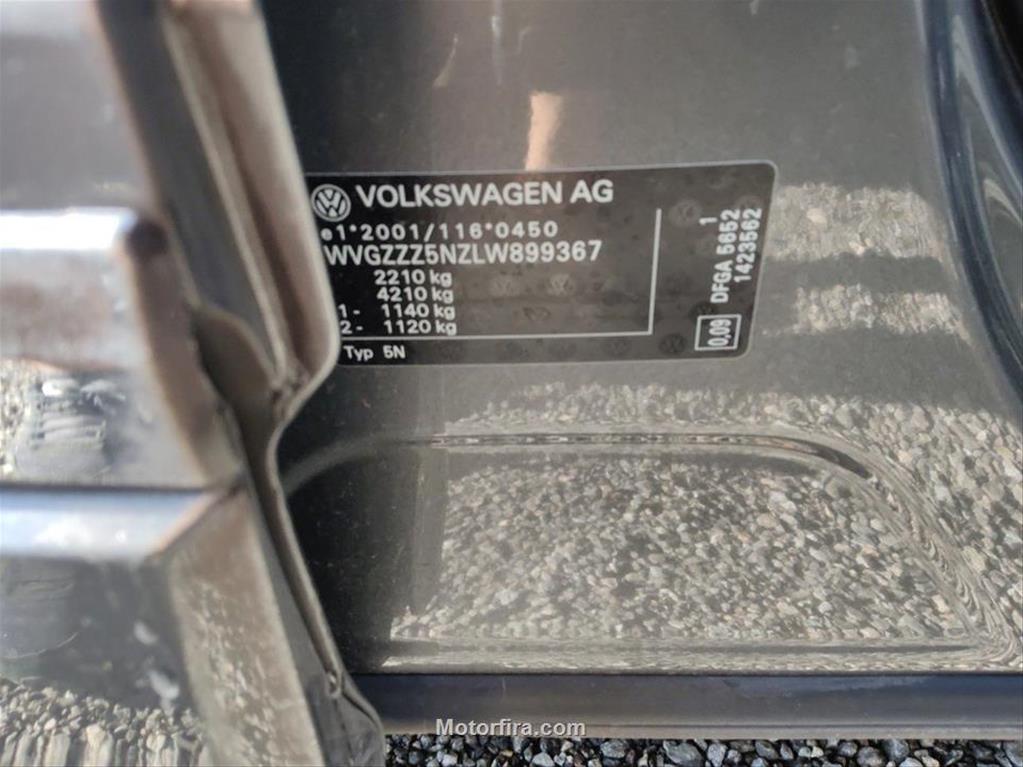 VOLKSWAGEN AG
e1*2001/116*0450
WVGZZZ5NZLW899367
2210 kg
4210 kg
1 - 1140 kg
2 - 1120 kg
Typ 5N
0.09 DFGA 5652 1
1423562
Motorfira.com